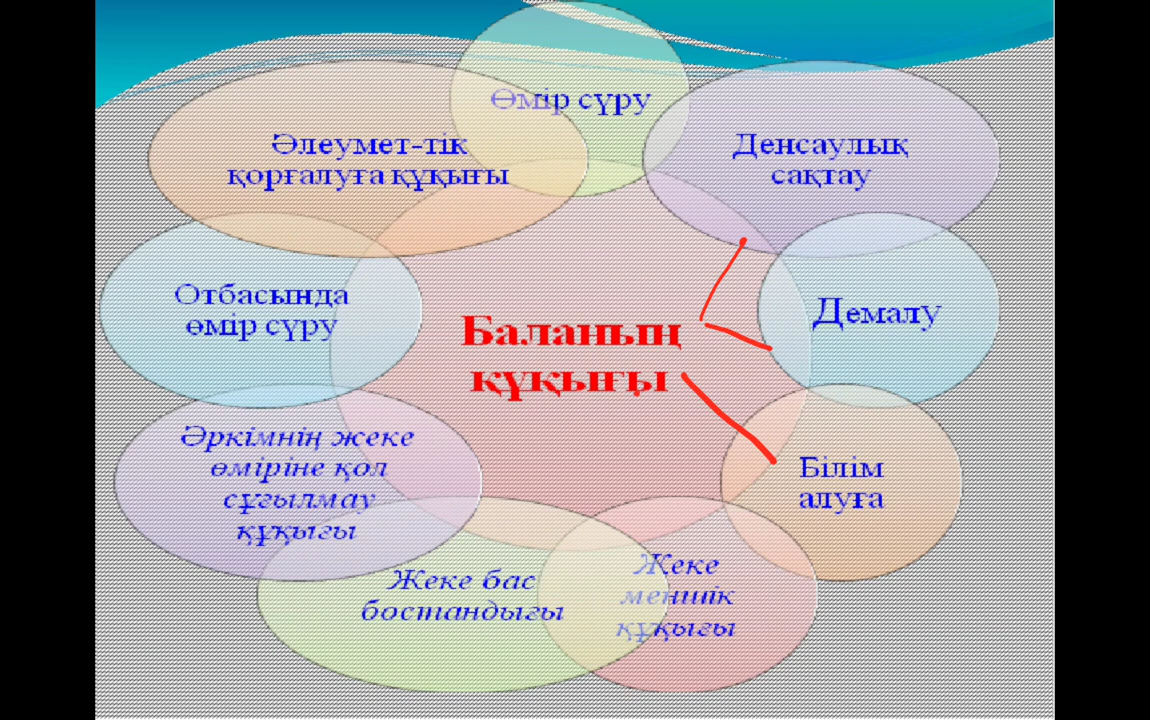 Өмір сүру
Денсаулық
сақтау
Демалу
Білім
алуға
Жеке
меншік
құқығы
Жеке бас
бостандығы
Әркімнің жеке
өміріне қол
сұғылмау
құқығы
Отбасында
өмір сүру
Әлеумет-тік
қорғалуға құқығы
Баланың
құқығы